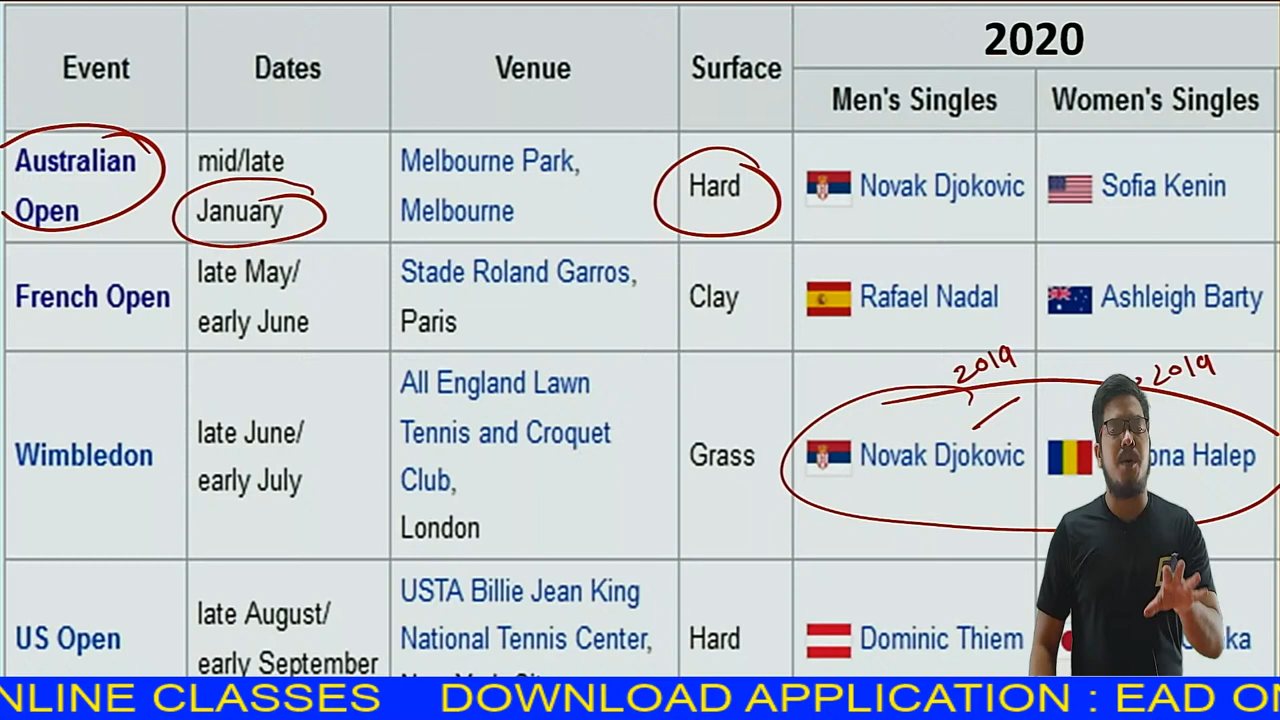 2020
Event
Dates
Venue
Surface
Men's Singles
Women's Singles
Australian
Open
mid/late
January
Melbourne Park,
Melbourne
Hard
Novak Djokovic
Sofia Kenin
French Open
late May/
early June
Stade Roland Garros,
Paris
Clay
Rafael Nadal
Ashleigh Barty
2019
2019
Wimbledon
late June/
early July
All England Lawn
Tennis and Croquet
Club,
London
Grass
Novak Djokovic
Halep
US Open
late August/
early September
USTA Billie Jean King
National Tennis Center,
Hard
Dominic Thiem
NLINE CLASSES DOWNLOAD APPLICATION : EAD ON